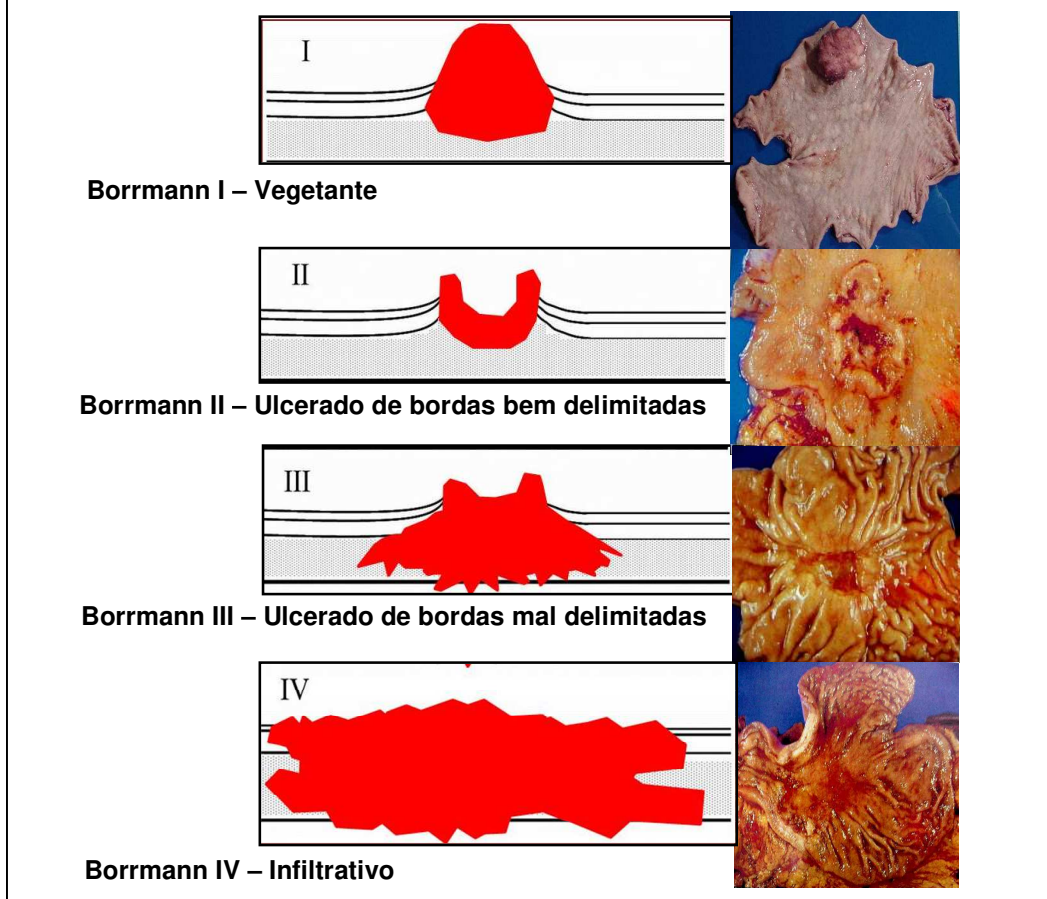 I
Borrmann I – Vegetante
II
Borrmann II – Ulcerado de bordas bem delimitadas
III
Borrmann III – Ulcerado de bordas mal delimitadas
IV
Borrmann IV – Infiltrativo